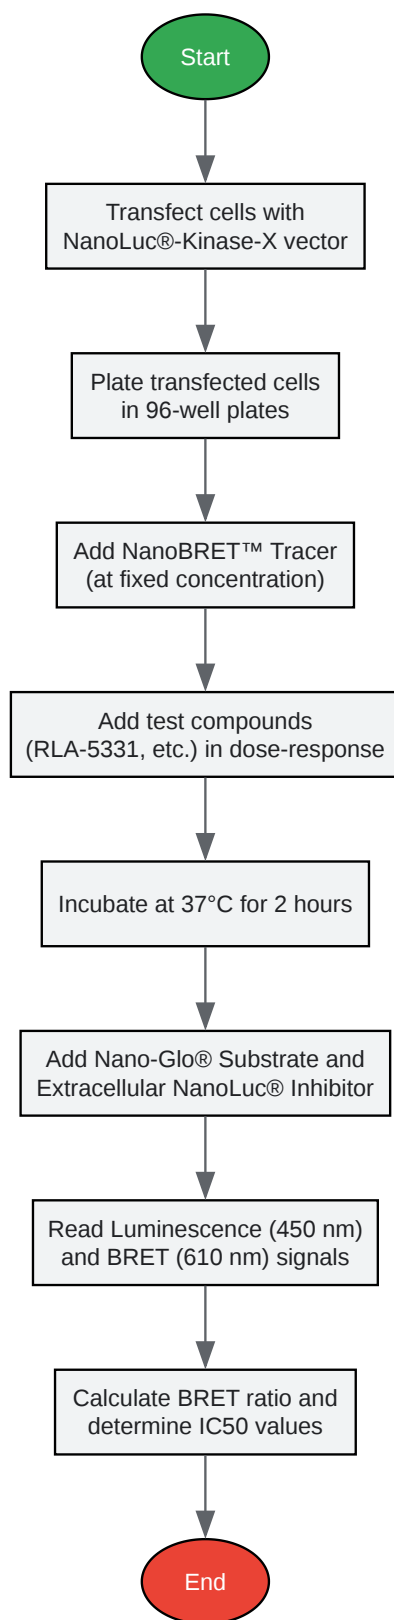 Start
Transfect cells with
NanoLuc®-Kinase-X vector
Plate transfected cells
in 96-well plates
Add NanoBRET™ Tracer
(at fixed concentration)
Add test compounds
(RLA-5331, etc.) in dose-response
Incubate at 37°C for 2 hours
Add Nano-Glo® Substrate and
Extracellular NanoLuc® Inhibitor
Read Luminescence (450 nm)
and BRET (610 nm) signals
Calculate BRET ratio and
determine IC50 values
End